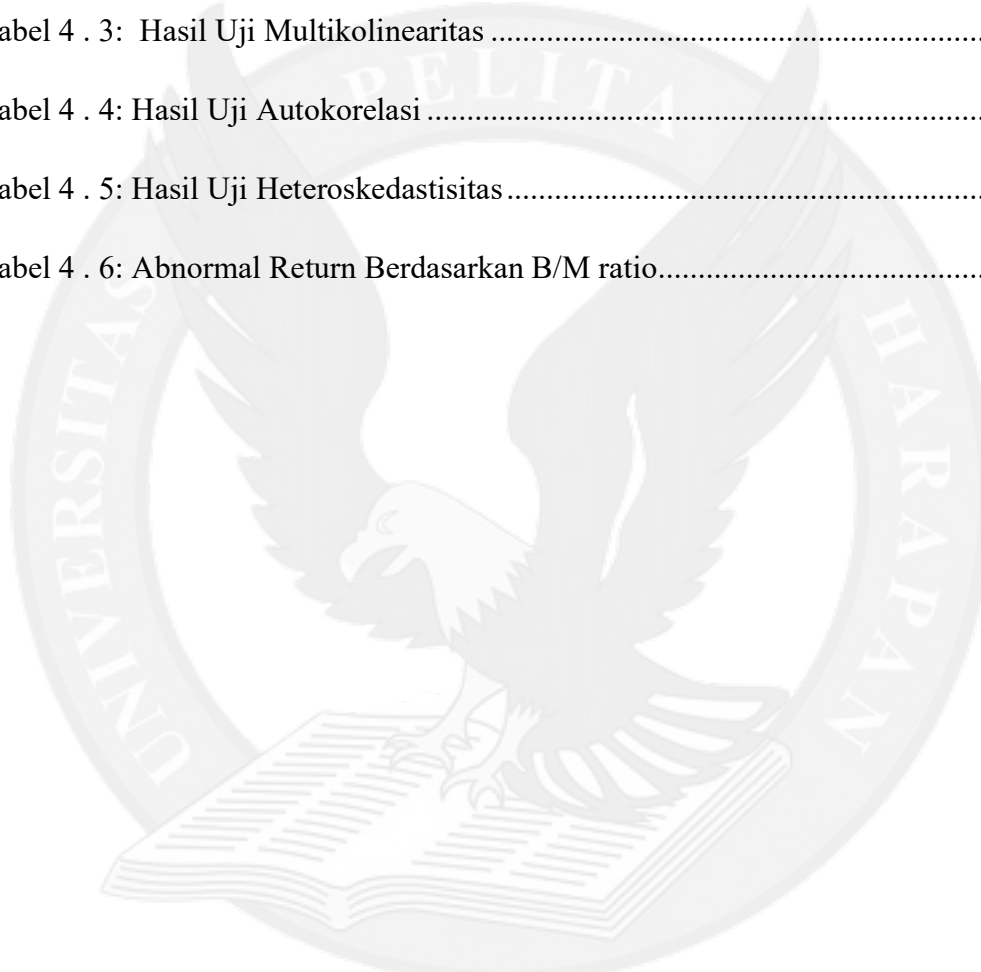 abel 4 . 3:  Hasil Uji Multikolinearitas ...............................................................
abel 4 . 4: Hasil Uji Autokorelasi .......................................................................
abel 4 . 5: Hasil Uji Heteroskedastisitas .............................................................
abel 4 . 6: Abnormal Return Berdasarkan B/M ratio.........................................
UNIVERSITAS PELITA HARAPAN